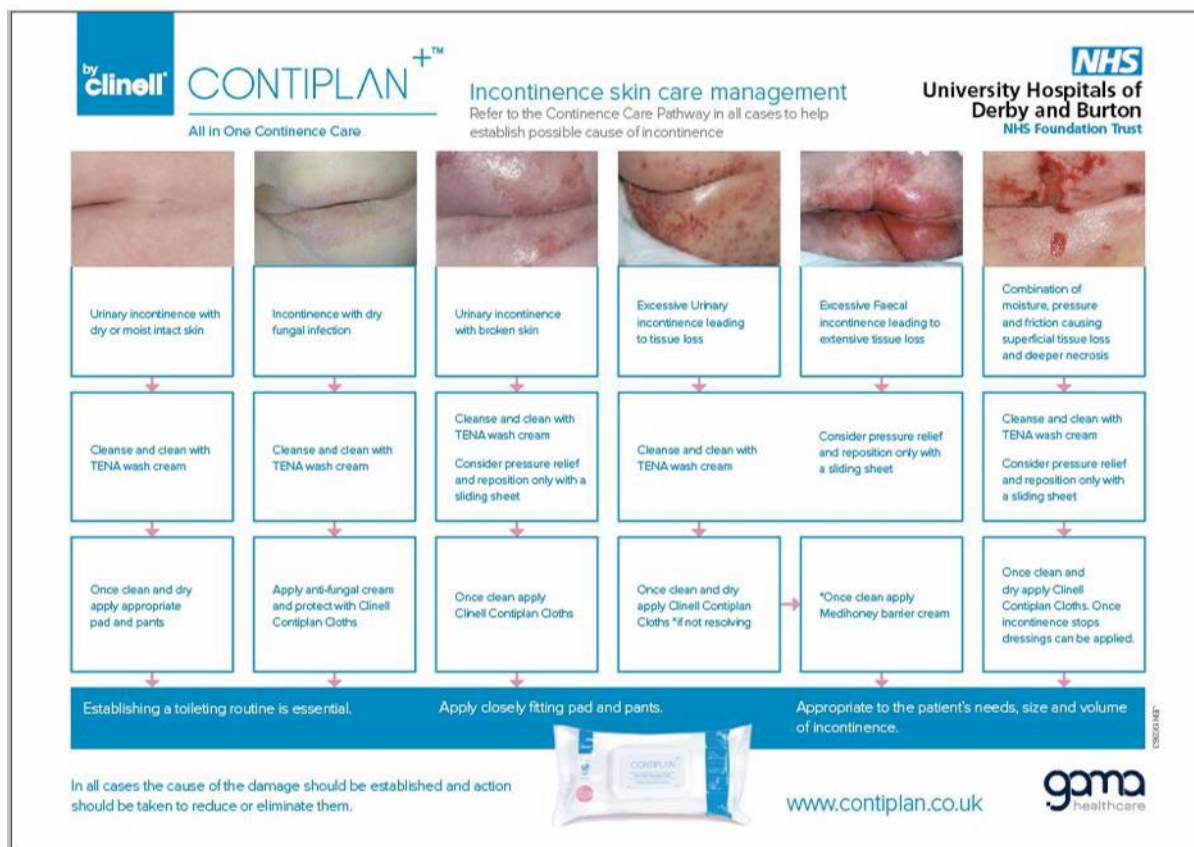 by
clinell®
CONTIPLAN+™
All in One Continence Care
Incontinence skin care management
Refer to the Continence Care Pathway in all cases to help
establish possible cause of incontinence
NHS
University Hospitals of
Derby and Burton
NHS Foundation Trust
Urinary incontinence with
dry or moist intact skin
Incontinence with dry
fungal infection
Urinary incontinence
with broken skin
Excessive Urinary
incontinence leading
to tissue loss
Excessive Faecal
incontinence leading to
extensive tissue loss
Combination of
moisture, pressure
and friction causing
superficial tissue loss
and deeper necrosis
Cleanse and clean with
TENA wash cream
Cleanse and clean with
TENA wash cream
Cleanse and clean with
TENA wash cream
Consider pressure relief
and reposition only with a
sliding sheet
Cleanse and clean with
TENA wash cream
Consider pressure relief
and reposition only with
a sliding sheet
Cleanse and clean with
TENA wash cream
Consider pressure relief
and reposition only with
a sliding sheet
Once clean and dry
apply appropriate
pad and pants
Apply anti-fungal cream
and protect with Clinell
Contiplan Cloths
Once clean apply
Clinell Contiplan Cloths
Once clean and dry
apply Clinell Contiplan
Cloths *if not resolving
*Once clean apply
Medihoney barrier cream
Once clean and
dry apply Clinell
Contiplan Cloths. Once
incontinence stops
dressings can be applied.
Establishing a toileting routine is essential.
Apply closely fitting pad and pants.
Appropriate to the patient's needs, size and volume
of incontinence.
In all cases the cause of the damage should be established and action
should be taken to reduce or eliminate them.
CONTIPLAN
www.contiplan.co.uk
gama
healthcare